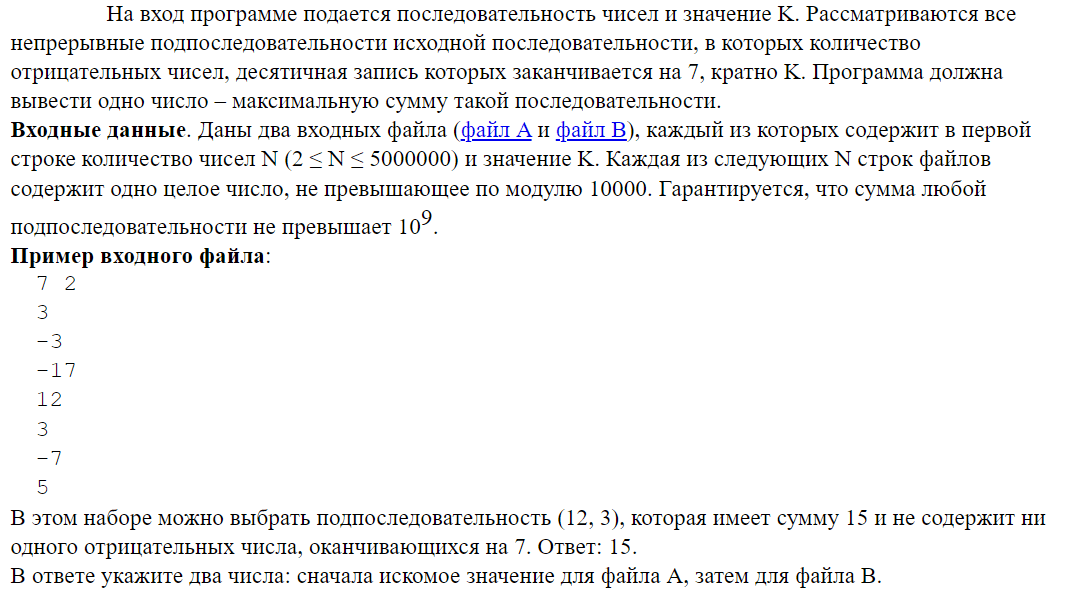 На вход программе подается последовательность чисел и значение K. Рассматриваются все
непрерывные подпоследовательности исходной последовательности, в которых количество
отрицательных чисел, десятичная запись которых заканчивается на 7, кратно K. Программа должна
вывести одно число – максимальную сумму такой последовательности.
Входные данные. Даны два входных файла (файл A и файл B), каждый из которых содержит в первой
строке количество чисел N (2 ≤ N ≤ 5000000) и значение K. Каждая из следующих N строк файлов
содержит одно целое число, не превышающее по модулю 10000. Гарантируется, что сумма любой
подпоследовательности не превышает 10⁹.
Пример входного файла:
7 2
3
-3
-17
12
3
-7
5
В этом наборе можно выбрать подпоследовательность (12, 3), которая имеет сумму 15 и не содержит ни
одного отрицательных числа, оканчивающихся на 7. Ответ: 15.
В ответе укажите два числа: сначала искомое значение для файла A, затем для файла B.